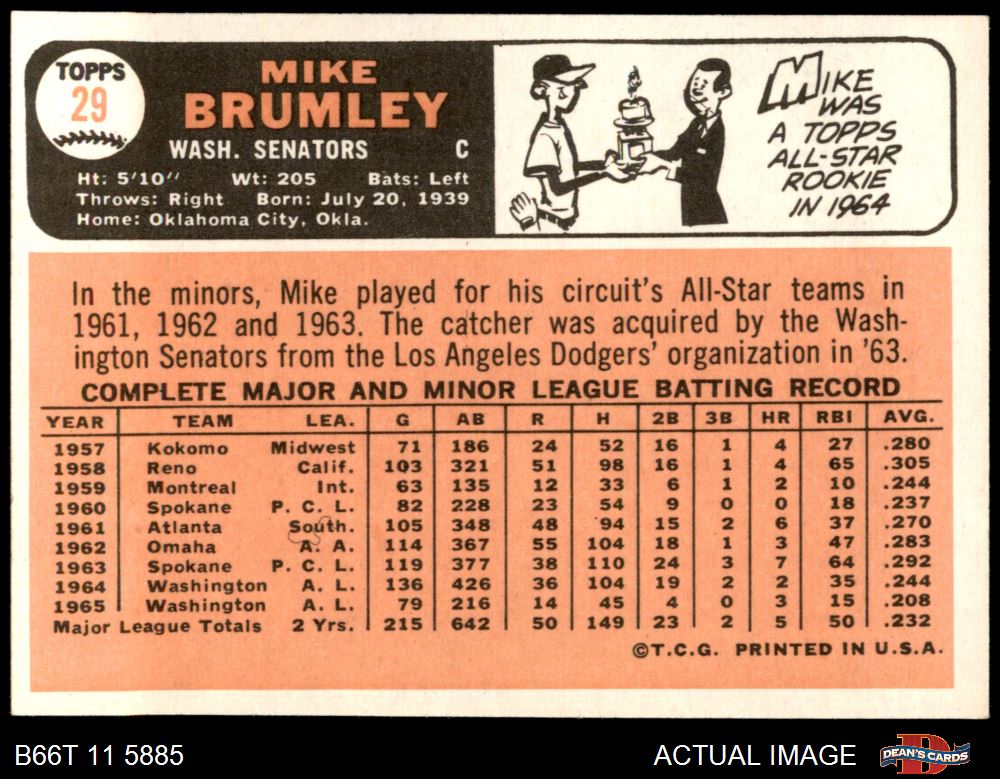 TOPPS
29
MIKE
BRUMLEY
WASH. SENATORS C
Ht: 5'10" Wt: 205 Bats: Left
Throws: Right Born: July 20, 1939
Home: Oklahoma City, Okla.
MIKE
WAS
A TOPPS
ALL-STAR
ROOKIE
IN 1964
In the minors, Mike played for his circuit's All-Star teams in
1961, 1962 and 1963. The catcher was acquired by the Wash-
ington Senators from the Los Angeles Dodgers' organization in '63.
COMPLETE MAJOR AND MINOR LEAGUE BATTING RECORD
YEAR TEAM LEA. G AB R H 2B 3B HR RBI AVG.
1957 Kokomo Midwest 71 186 24 52 16 1 4 27 .280
1958 Reno Calif. 103 321 51 98 16 1 4 65 .305
1959 Montreal Int. 63 135 12 33 6 1 2 10 .244
1960 Spokane P. C. L. 82 228 23 54 9 0 0 18 .237
1961 Atlanta South. 105 348 48 94 15 2 6 37 .270
1962 Omaha A. A. 114 367 55 104 18 1 3 47 .283
1963 Spokane P. C. L. 119 377 38 110 24 3 7 64 .292
1964 Washington A. L. 136 426 36 104 19 2 2 35 .244
1965 Washington A. L. 79 216 14 45 4 0 3 15 .208
Major League Totals 2 Yrs. 215 642 50 149 23 2 5 50 .232
©T.C.G. PRINTED IN U.S.A.
B66T 11 5885 ACTUAL IMAGE DEAN'S CARDS